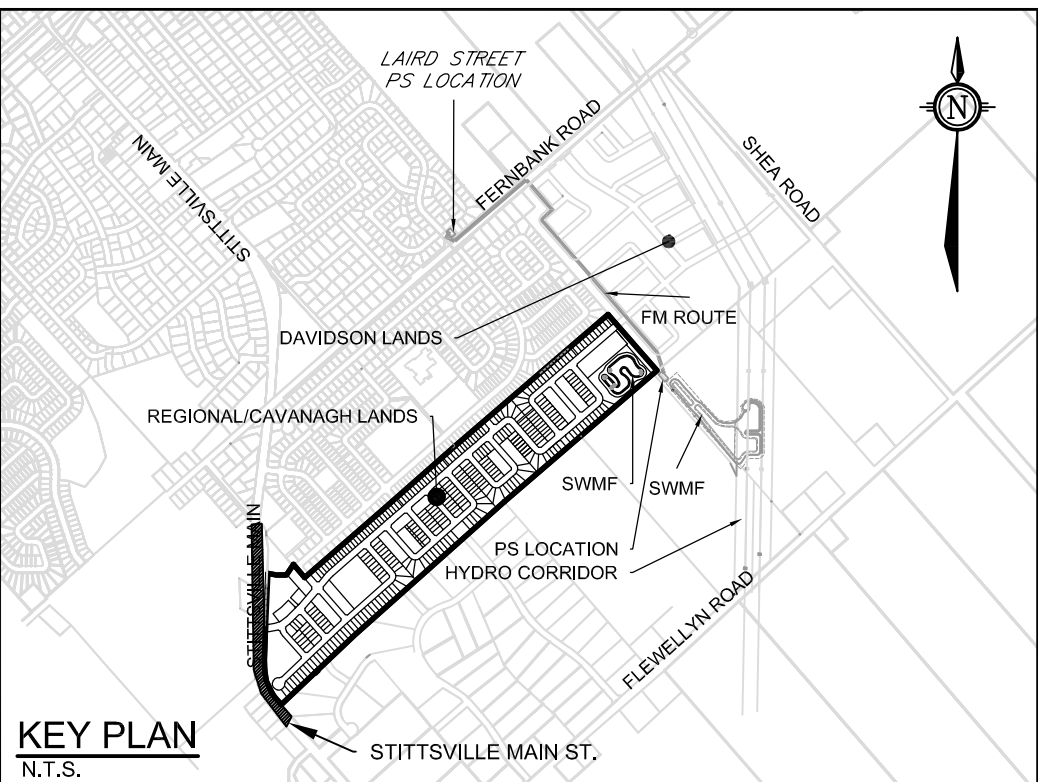 LAIRD STREET
PS LOCATION
N
STITTSVILLE MAIN
FERNBANK ROAD
SHEA ROAD
FM ROUTE
DAVIDSON LANDS
REGIONAL/CAVANAGH LANDS
SWMF
SWMF
STITTSVILLE MAIN
PS LOCATION
HYDRO CORRIDOR
FLEWELLYN ROAD
KEY PLAN
N.T.S.
STITTSVILLE MAIN ST.